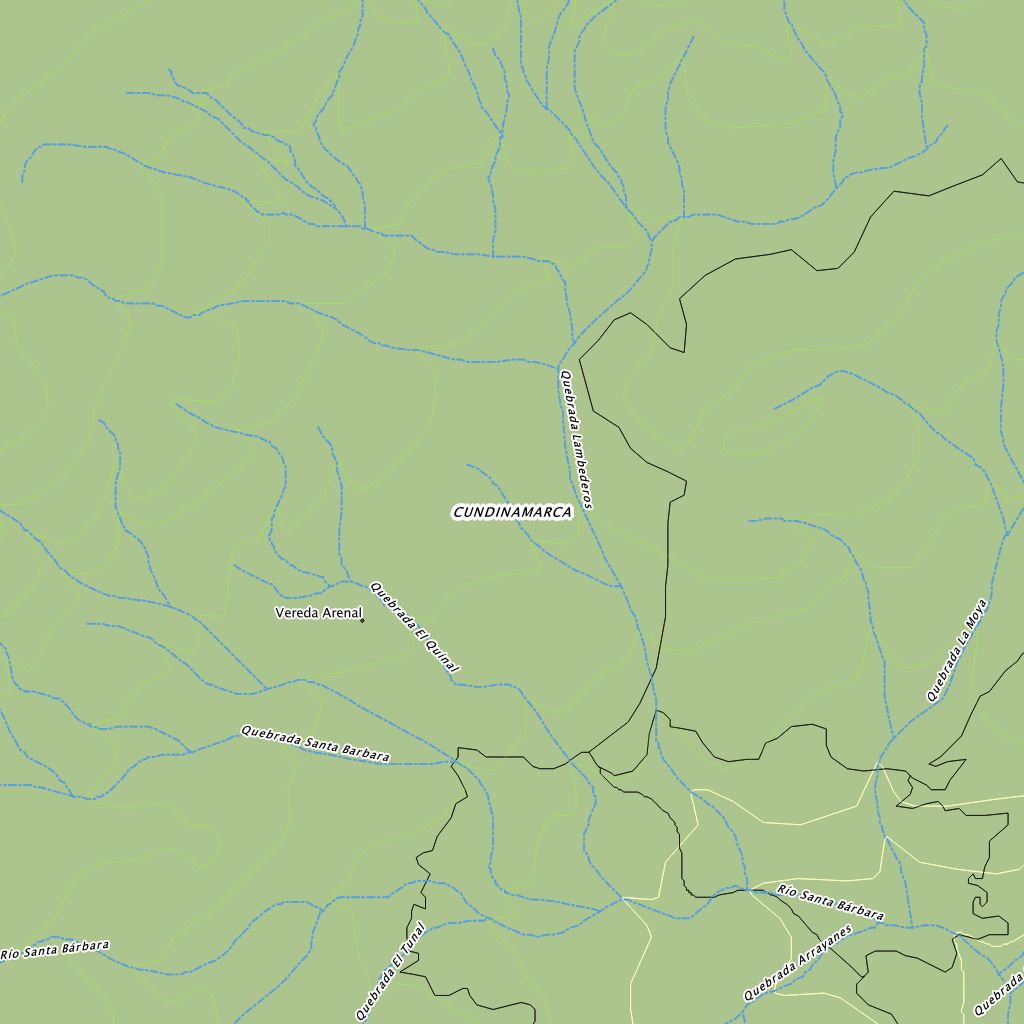 Quebrada Lambederos
CUNDINAMARCA
Vereda Arenal
Quebrada El Quinal
Quebrada La Moya
Quebrada Santa Barbara
Río Santa Bárbara
Río Santa Bárbara
Quebrada El Tunal
Quebrada Arrayanes
Quebrada